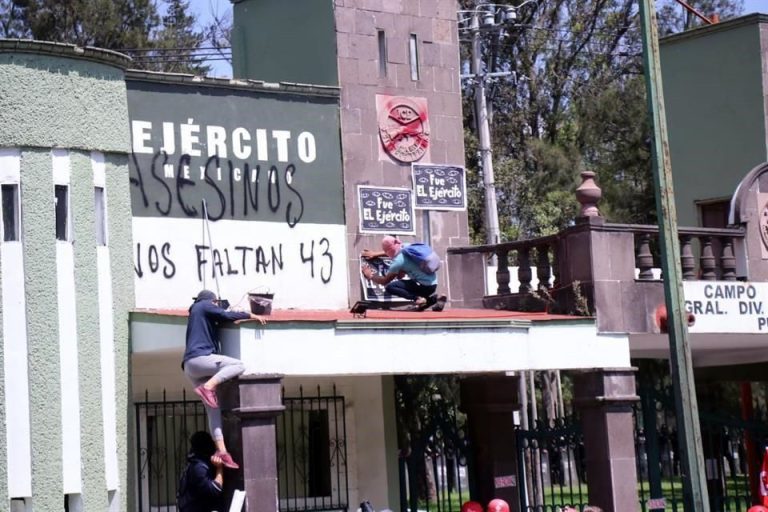 EJÉRCITO
MEXICANO
ASESINOS
NOS FALTAN 43
Fue
EL Ejército
Fue
El Ejército
CAMPO
GRAL. DIV.